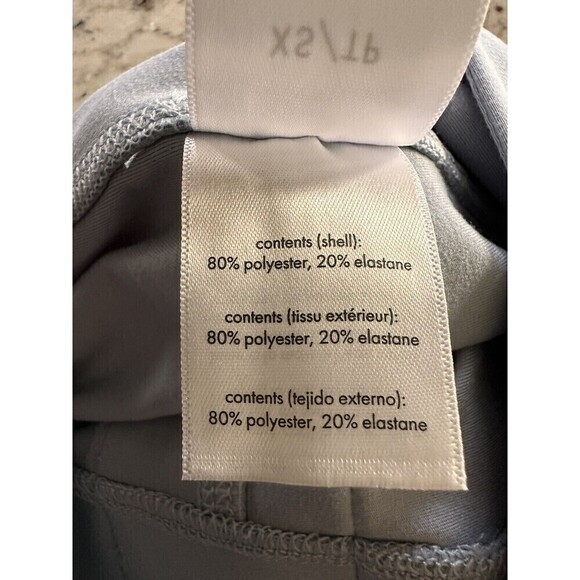 XS/TP
contents (shell):
80% polyester, 20% elastane
contents (tissu extérieur):
80% polyester, 20% elastane
contents (tejido externo):
80% polyester, 20% elastane